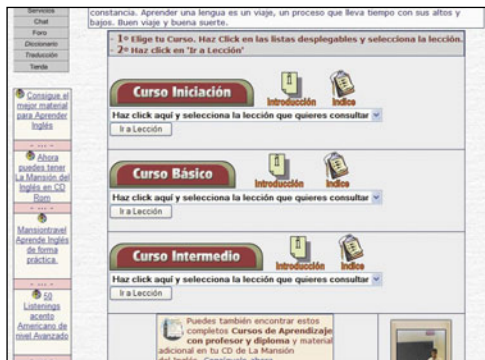 Servicios
Chat
Foro
Diccionario
Traducción
Tienda
Consigue el
mejor material
para Aprender
Inglés
Ahora
puedes tener
La Mansión del
Inglés en CD
Rom
Mansiontravel
Aprende Inglés
de forma
práctica.
50
Listenings
acento
Americano de
nivel Avanzado
constancia. Aprender una lengua es un viaje, un proceso que lleva tiempo con sus altos y
bajos. Buen viaje y buena suerte.
- 1º Elige tu Curso. Haz Click en las listas desplegables y selecciona la lección.
- 2º Haz click en 'Ir a Lección'
Curso Iniciación
Introducción
Indice
Haz click aquí y selecciona la lección que quieres consultar
Ir a Lección
Curso Básico
Introducción
Indice
Haz click aquí y selecciona la lección que quieres consultar
Ir a Lección
Curso Intermedio
Introducción
Indice
Haz click aquí y selecciona la lección que quieres consultar
Ir a Lección
Puedes también encontrar estos
completos Cursos de Aprendizaje
con profesor y diploma y material
adicional en tu CD de La Mansión